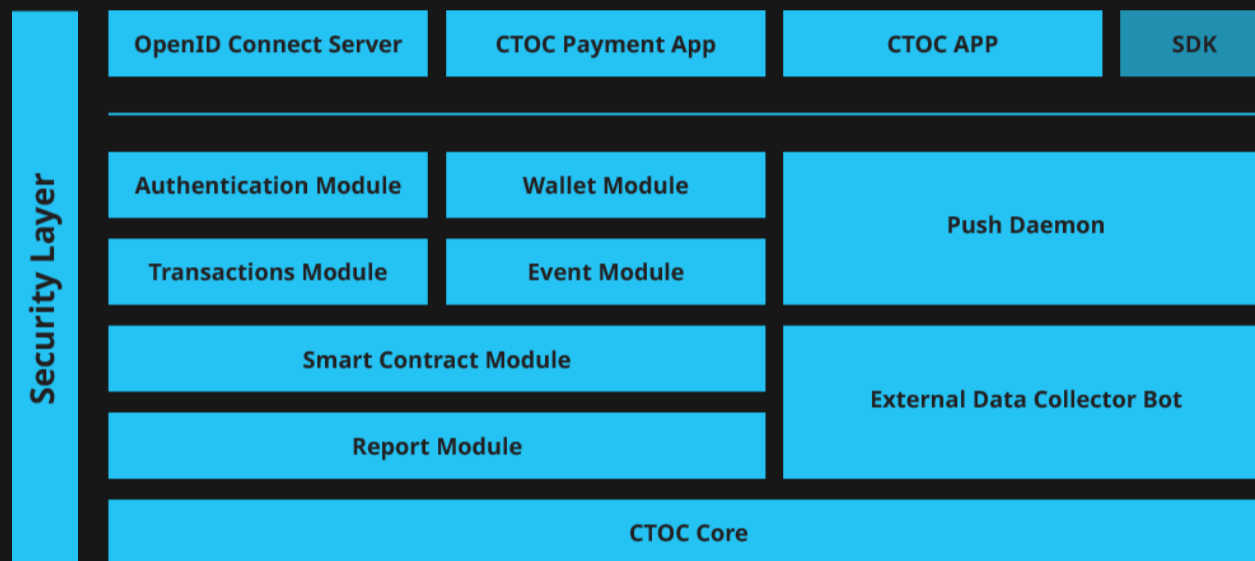 Security Layer
OpenID Connect Server
CTOC Payment App
CTOC APP
SDK
Authentication Module
Wallet Module
Push Daemon
Transactions Module
Event Module
Smart Contract Module
External Data Collector Bot
Report Module
CTOC Core